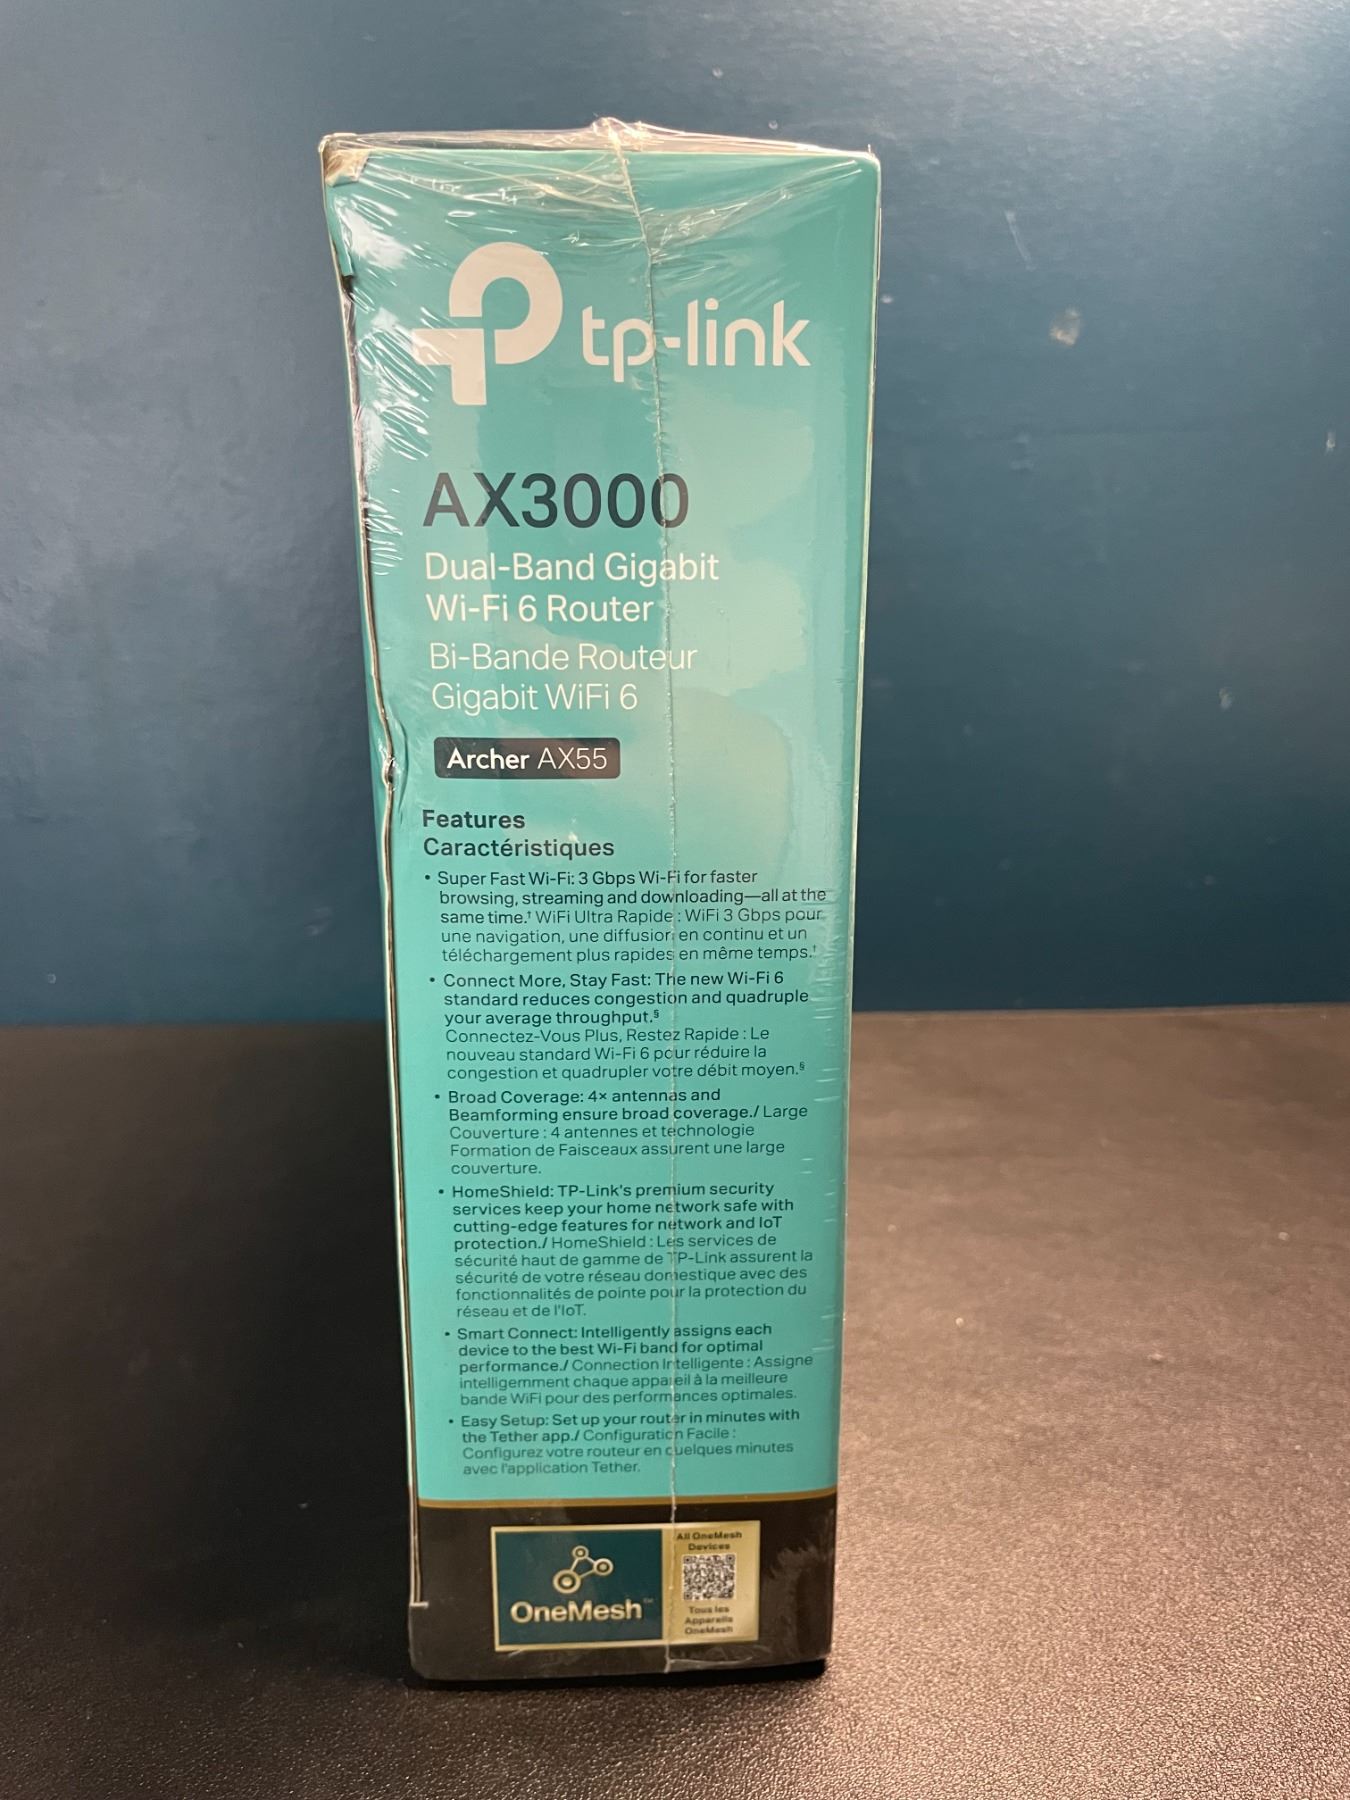 tp-link
AX3000
Dual-Band Gigabit
Wi-Fi 6 Router
Bi-Bande Routeur
Gigabit WiFi 6
Archer AX55
Features
Caractéristiques
• Super Fast Wi-Fi: 3 Gbps Wi-Fi for faster
browsing, streaming and downloading—all at the
same time.† WiFi Ultra Rapide : WiFi 3 Gbps pour
une navigation, une diffusion en continu et un
téléchargement plus rapides en même temps.†
• Connect More, Stay Fast: The new Wi-Fi 6
standard reduces congestion and quadruple
your average throughput.§
Connectez-Vous Plus, Restez Rapide : Le
nouveau standard Wi-Fi 6 pour réduire la
congestion et quadrupler votre débit moyen.§
• Broad Coverage: 4× antennas and
Beamforming ensure broad coverage./ Large
Couverture : 4 antennes et technologie
Formation de Faisceaux assurent une large
couverture.
• HomeShield: TP-Link's premium security
services keep your home network safe with
cutting-edge features for network and IoT
protection./ HomeShield : Les services de
sécurité haut de gamme de TP-Link assurent la
sécurité de votre réseau domestique avec des
fonctionnalités de pointe pour la protection du
réseau et de l'IoT.
• Smart Connect: Intelligently assigns each
device to the best Wi-Fi band for optimal
performance./ Connection Intelligente : Assigne
intelligemment chaque appareil à la meilleure
bande WiFi pour des performances optimales.
• Easy Setup: Set up your router in minutes with
the Tether app./ Configuration Facile :
Configurez votre routeur en quelques minutes
avec l'application Tether.
OneMesh™
All OneMesh
Devices
Tous les
Appareils
OneMesh